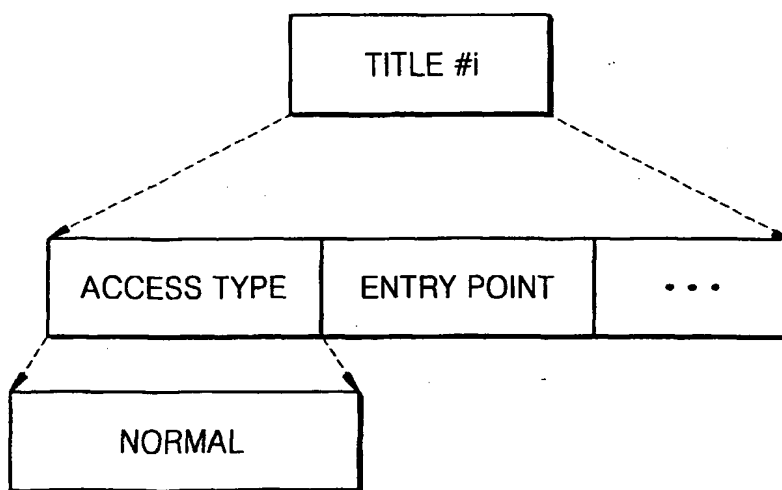 TITLE #i
ACCESS TYPE ENTRY POINT • • •
NORMAL